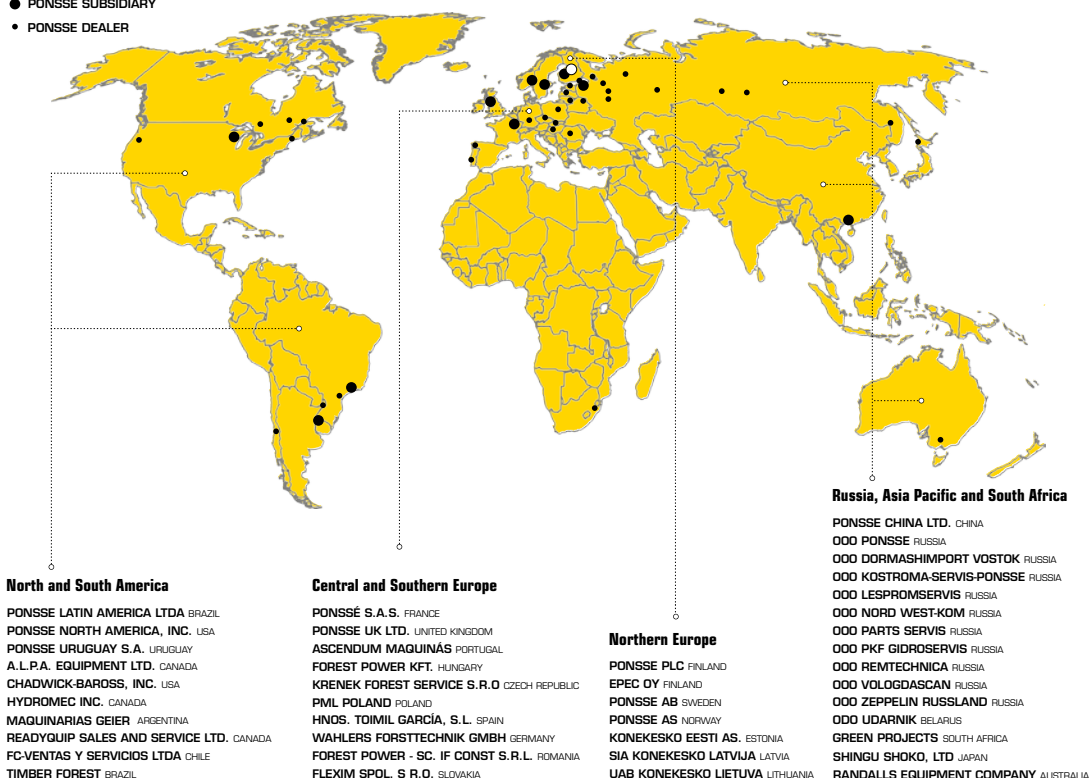 PONSSE SUBSIDIARY
PONSSE DEALER
North and South America
PONSSE LATIN AMERICA LTDA BRAZIL
PONSSE NORTH AMERICA, INC. USA
PONSSE URUGUAY S.A. URUGUAY
A.L.P.A. EQUIPMENT LTD. CANADA
CHADWICK-BAROSS, INC. USA
HYDROMEC INC. CANADA
MAQUINARIAS GEIER ARGENTINA
READYQUIP SALES AND SERVICE LTD. CANADA
FC-VENTAS Y SERVICIOS LTDA CHILE
TIMBER FOREST BRAZIL
Central and Southern Europe
PONSSÉ S.A.S. FRANCE
PONSSE UK LTD. UNITED KINGDOM
ASCENDUM MAQUINÁS PORTUGAL
FOREST POWER KFT. HUNGARY
KRENEK FOREST SERVICE S.R.O CZECH REPUBLIC
PML POLAND POLAND
HNOS. TOIMIL GARCÍA, S.L. SPAIN
WAHLERS FORSTTECHNIK GMBH GERMANY
FOREST POWER - SC. IF CONST S.R.L. ROMANIA
FLEXIM SPOL. S R.O. SLOVAKIA
Northern Europe
PONSSE PLC FINLAND
EPEC OY FINLAND
PONSSE AB SWEDEN
PONSSE AS NORWAY
KONEKESKO EESTI AS. ESTONIA
SIA KONEKESKO LATVIJA LATVIA
UAB KONEKESKO LIETUVA LITHUANIA
Russia, Asia Pacific and South Africa
PONSSE CHINA LTD. CHINA
OOO PONSSE RUSSIA
OOO DORMASHIMPORT VOSTOK RUSSIA
OOO KOSTROMA-SERVIS-PONSSE RUSSIA
OOO LESPROMSERVIS RUSSIA
OOO NORD WEST-KOM RUSSIA
OOO PARTS SERVIS RUSSIA
OOO PKF GIDROSERVIS RUSSIA
OOO REMTECHNICA RUSSIA
OOO VOLOGDASCAN RUSSIA
OOO ZEPPELIN RUSSLAND RUSSIA
ODO UDARNIK BELARUS
GREEN PROJECTS SOUTH AFRICA
SHINGU SHOKO, LTD JAPAN
RANDALLS EQUIPMENT COMPANY AUSTRALIA